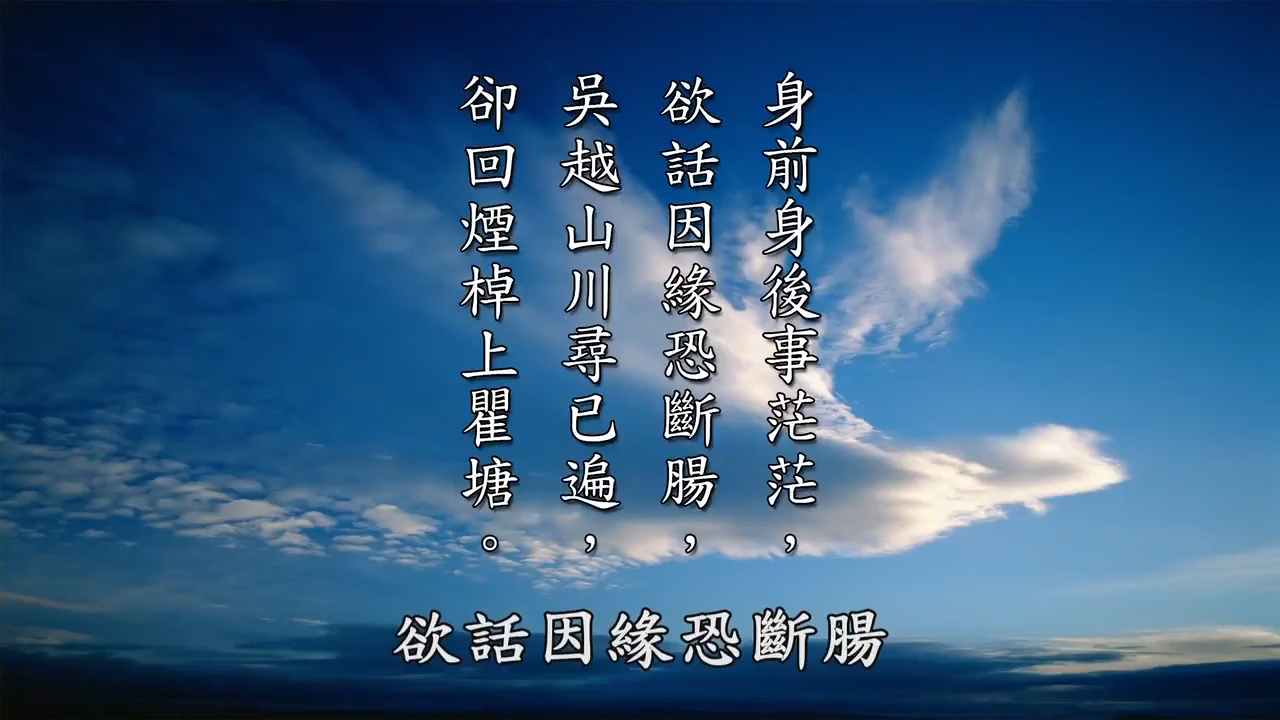 身前身後事茫茫，
欲話因緣恐斷腸，
吳越山川尋已遍，
卻回煙棹上瞿塘。
欲話因緣恐斷腸